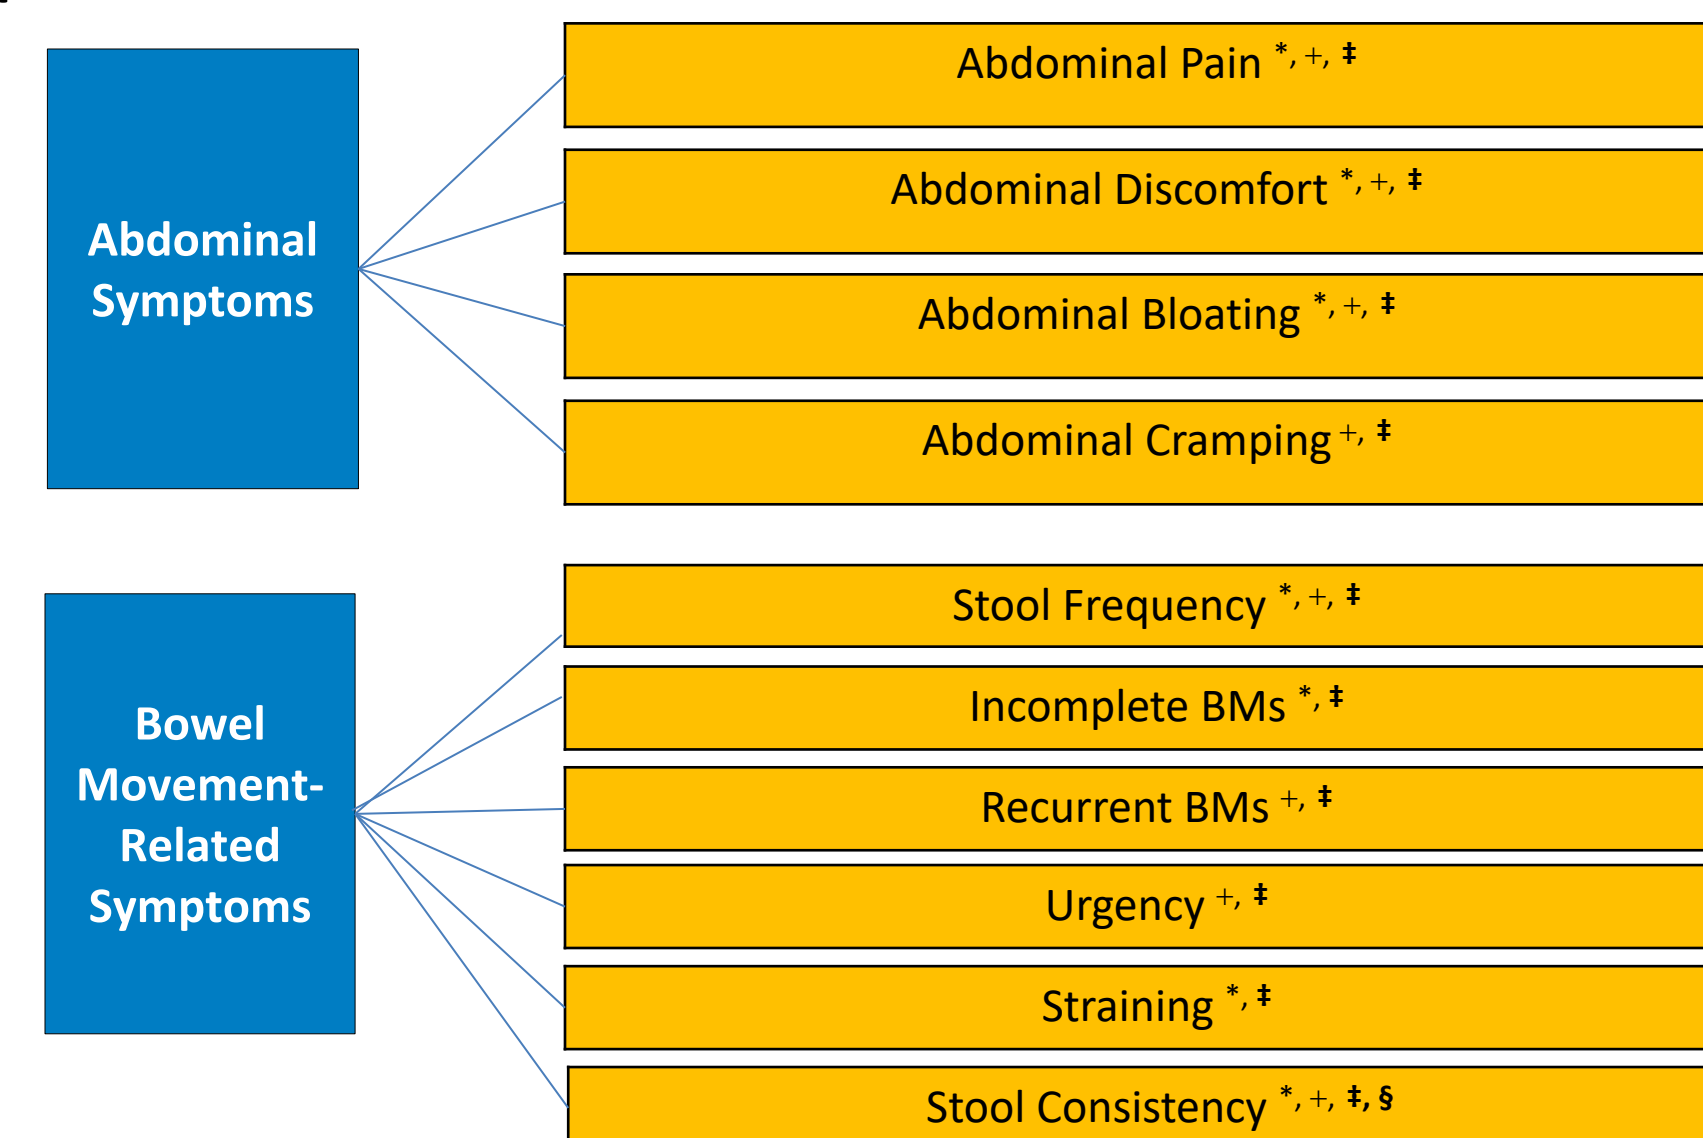 Abdominal
Symptoms
Abdominal Pain *, +, ‡
Abdominal Discomfort *, +, ‡
Abdominal Bloating *, +, ‡
Abdominal Cramping +, ‡
Bowel
Movement-
Related
Symptoms
Stool Frequency *, +, ‡
Incomplete BMs *, ‡
Recurrent BMs +, ‡
Urgency +, ‡
Straining *, ‡
Stool Consistency *, +, ‡, §